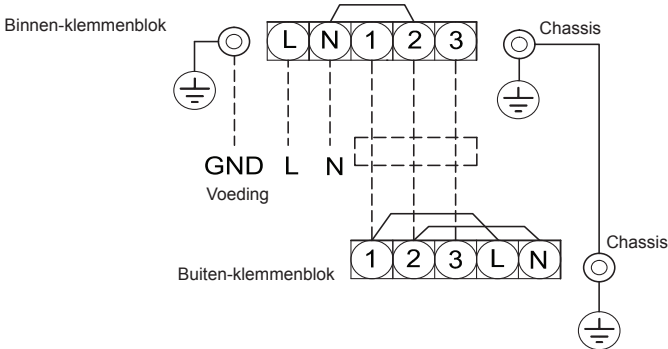 Binnen-klemmenblok
L N 1 2 3
Chassis
GND L N
Voeding
1 2 3 L N
Chassis
Buiten-klemmenblok